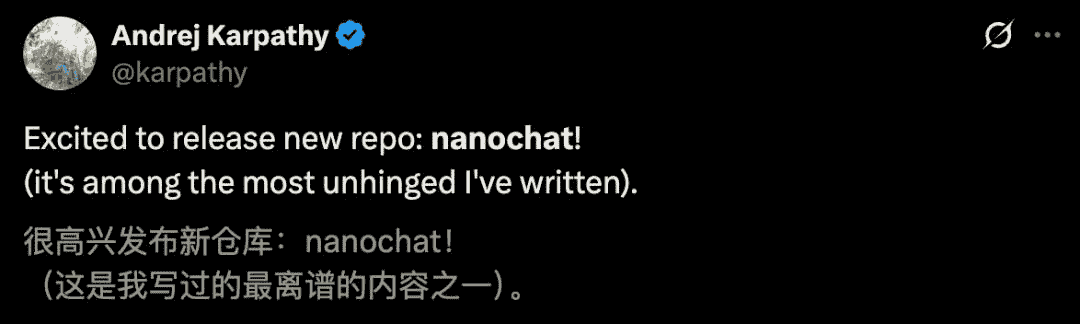 Andrej Karpathy
@karpathy
Excited to release new repo: nanochat!
(it's among the most unhinged I've written).
很高兴发布新仓库：nanochat！
（这是我写过的最离谱的内容之一）。